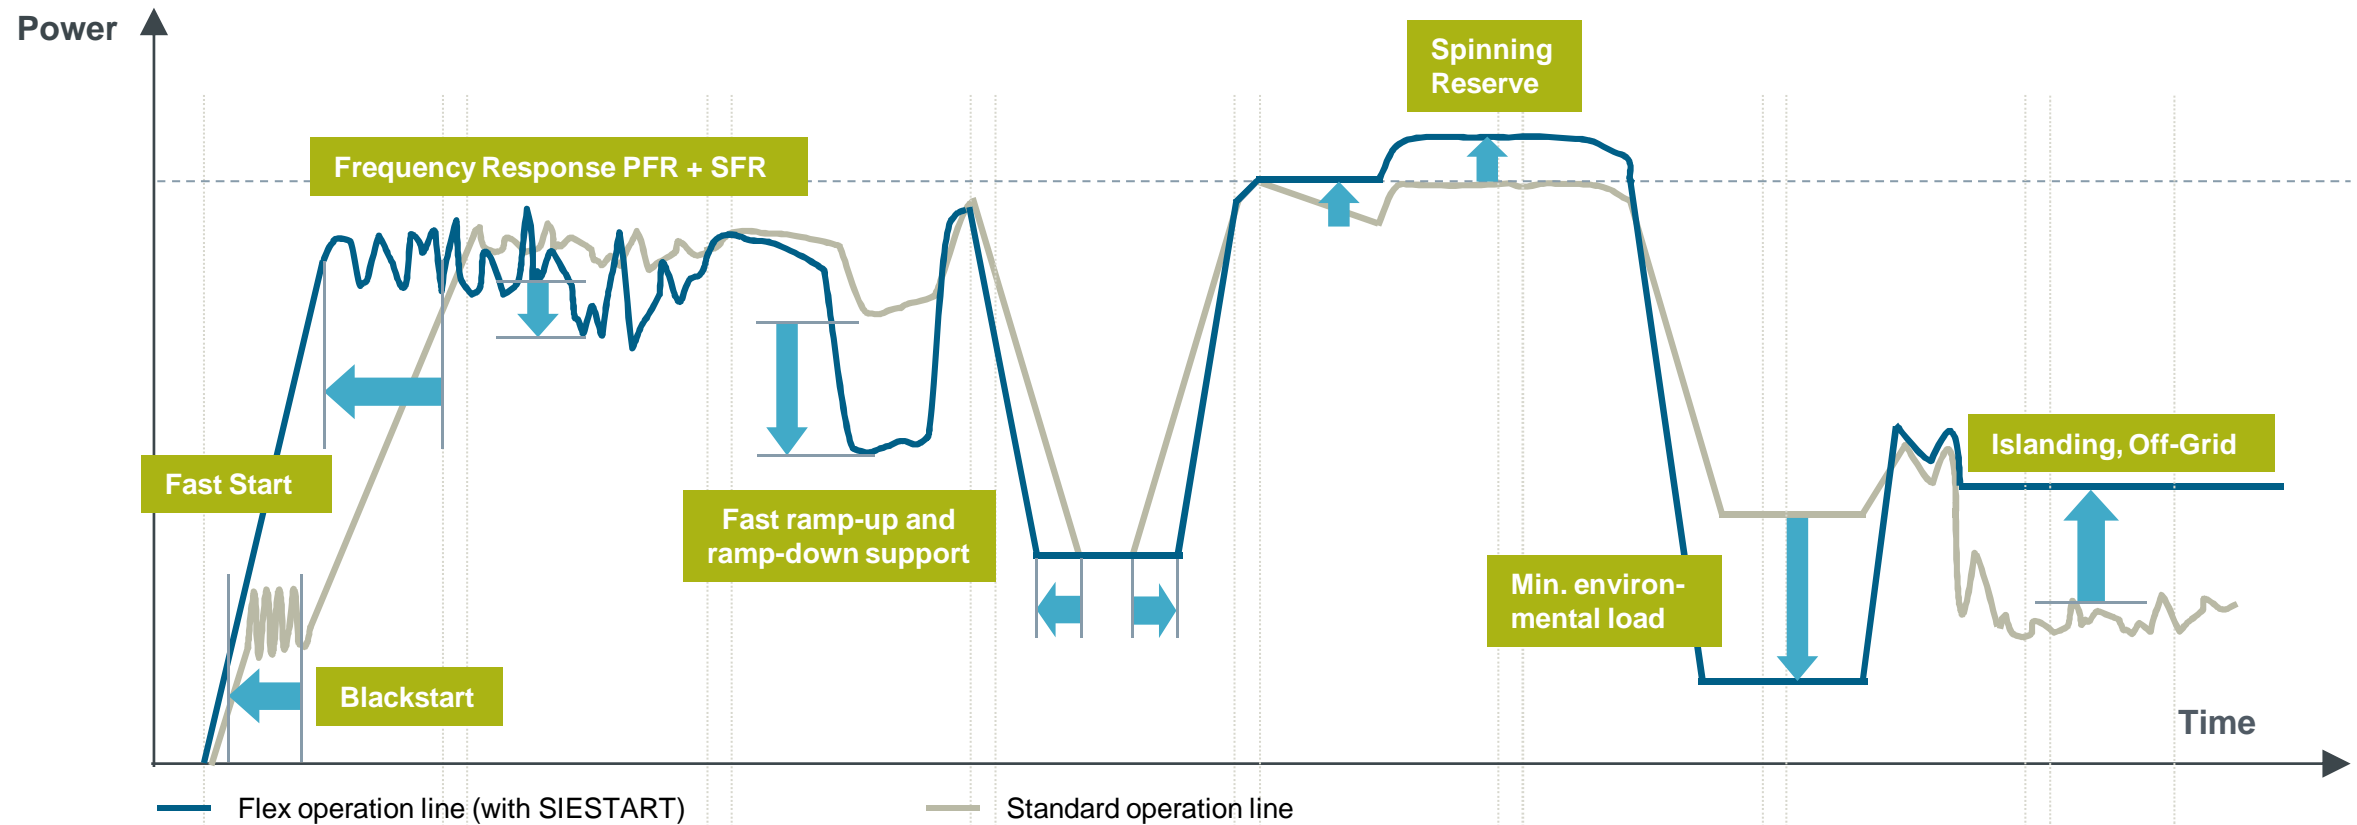 Power
Spinning
Reserve
Frequency Response PFR + SFR
Islanding, Off-Grid
Fast Start
Fast ramp-up and
ramp-down support
Min. environ-
mental load
Blackstart
Time
Flex operation line (with SIESTART)
Standard operation line